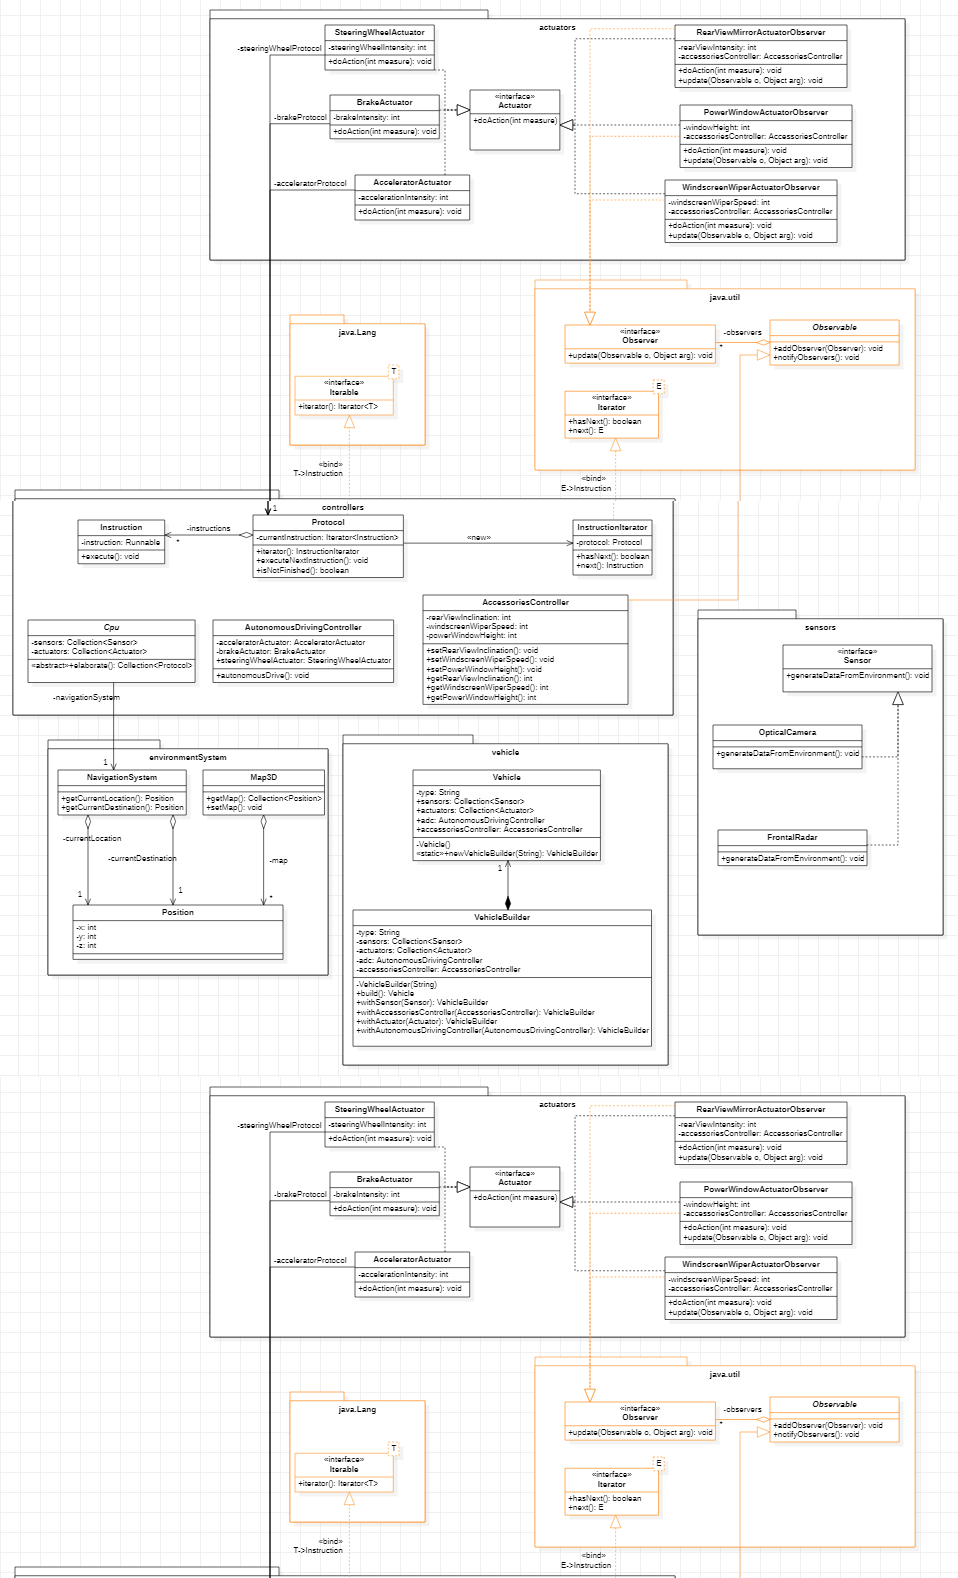 actuators
SteeringWheelActuator
-steeringWheelIntensity: int
+doAction(int measure): void
-steeringWheelProtocol
BrakeActuator
-brakeIntensity: int
+doAction(int measure): void
-brakeProtocol
AcceleratorActuator
-accelerationIntensity: int
+doAction(int measure): void
-acceleratorProtocol
«interface»
Actuator
+doAction(int measure)
RearViewMirrorActuatorObserver
-rearViewIntensity: int
-accessoriesController: AccessoriesController
+doAction(int measure): void
+update(Observable o, Object arg): void
PowerWindowActuatorObserver
-windowHeight: int
-accessoriesController: AccessoriesController
+doAction(int measure): void
+update(Observable o, Object arg): void
WindscreenWiperActuatorObserver
-windscreenWiperSpeed: int
-accessoriesController: AccessoriesController
+doAction(int measure): void
+update(Observable o, Object arg): void
java.util
«interface»
Observer
+update(Observable o, Object arg): void
-observers
*
Observable
+addObserver(Observer): void
+notifyObservers(): void
E
«interface»
Iterator
+hasNext(): boolean
+next(): E
java.Lang
T
«interface»
Iterable
+iterator(): Iterator<T>
«bind»
T->Instruction
«bind»
E->Instruction
controllers
1
Instruction
-instruction: Runnable
+execute(): void
-instructions
*
Protocol
-currentInstruction: Iterator<Instruction>
+iterator(): InstructionIterator
+executeNextInstruction(): void
+isNotFinished(): boolean
«new»
InstructionIterator
-protocol: Protocol
+hasNext(): boolean
+next(): Instruction
Cpu
-sensors: Collection<Sensor>
-actuators: Collection<Actuator>
«abstract»+elaborate(): Collection<Protocol>
AutonomousDrivingController
-acceleratorActuator: AcceleratorActuator
-brakeActuator: BrakeActuator
+steeringWheelActuator: SteeringWheelActuator
+autonomousDrive(): void
AccessoriesController
-rearViewInclination: int
-windscreenWiperSpeed: int
-powerWindowHeight: int
+setRearViewInclination(): void
+setWindscreenWiperSpeed(): void
+setPowerWindowHeight(): void
+getRearViewInclination(): int
+getWindscreenWiperSpeed(): int
+getPowerWindowHeight(): int
-navigationSystem
1
sensors
«interface»
Sensor
+generateDataFromEnvironment(): void
OpticalCamera
+generateDataFromEnvironment(): void
FrontalRadar
+generateDataFromEnvironment(): void
environmentSystem
NavigationSystem
+getCurrentLocation(): Position
+getCurrentDestination(): Position
Map3D
+getMap(): Collection<Position>
+setMap(): void
-currentLocation
-currentDestination
-map
1
1
*
Position
-x: int
-y: int
-z: int
vehicle
Vehicle
-type: String
+sensors: Collection<Sensor>
+actuators: Collection<Actuator>
+adc: AutonomousDrivingController
+accessoriesController: AccessoriesController
-Vehicle()
«static»+newVehicleBuilder(String): VehicleBuilder
1
VehicleBuilder
-type: String
-sensors: Collection<Sensor>
-actuators: Collection<Actuator>
-adc: AutonomousDrivingController
-accessoriesController: AccessoriesController
-VehicleBuilder(String)
+build(): Vehicle
+withSensor(Sensor): VehicleBuilder
+withAccessoriesController(AccessoriesController): VehicleBuilder
+withActuator(Actuator): VehicleBuilder
+withAutonomousDrivingController(AutonomousDrivingController): VehicleBuilder
actuators
SteeringWheelActuator
-steeringWheelIntensity: int
+doAction(int measure): void
-steeringWheelProtocol
BrakeActuator
-brakeIntensity: int
+doAction(int measure): void
-brakeProtocol
AcceleratorActuator
-accelerationIntensity: int
+doAction(int measure): void
-acceleratorProtocol
«interface»
Actuator
+doAction(int measure)
RearViewMirrorActuatorObserver
-rearViewIntensity: int
-accessoriesController: AccessoriesController
+doAction(int measure): void
+update(Observable o, Object arg): void
PowerWindowActuatorObserver
-windowHeight: int
-accessoriesController: AccessoriesController
+doAction(int measure): void
+update(Observable o, Object arg): void
WindscreenWiperActuatorObserver
-windscreenWiperSpeed: int
-accessoriesController: AccessoriesController
+doAction(int measure): void
+update(Observable o, Object arg): void
java.util
«interface»
Observer
+update(Observable o, Object arg): void
-observers
*
Observable
+addObserver(Observer): void
+notifyObservers(): void
E
«interface»
Iterator
+hasNext(): boolean
+next(): E
java.Lang
T
«interface»
Iterable
+iterator(): Iterator<T>
«bind»
T->Instruction
«bind»
E->Instruction